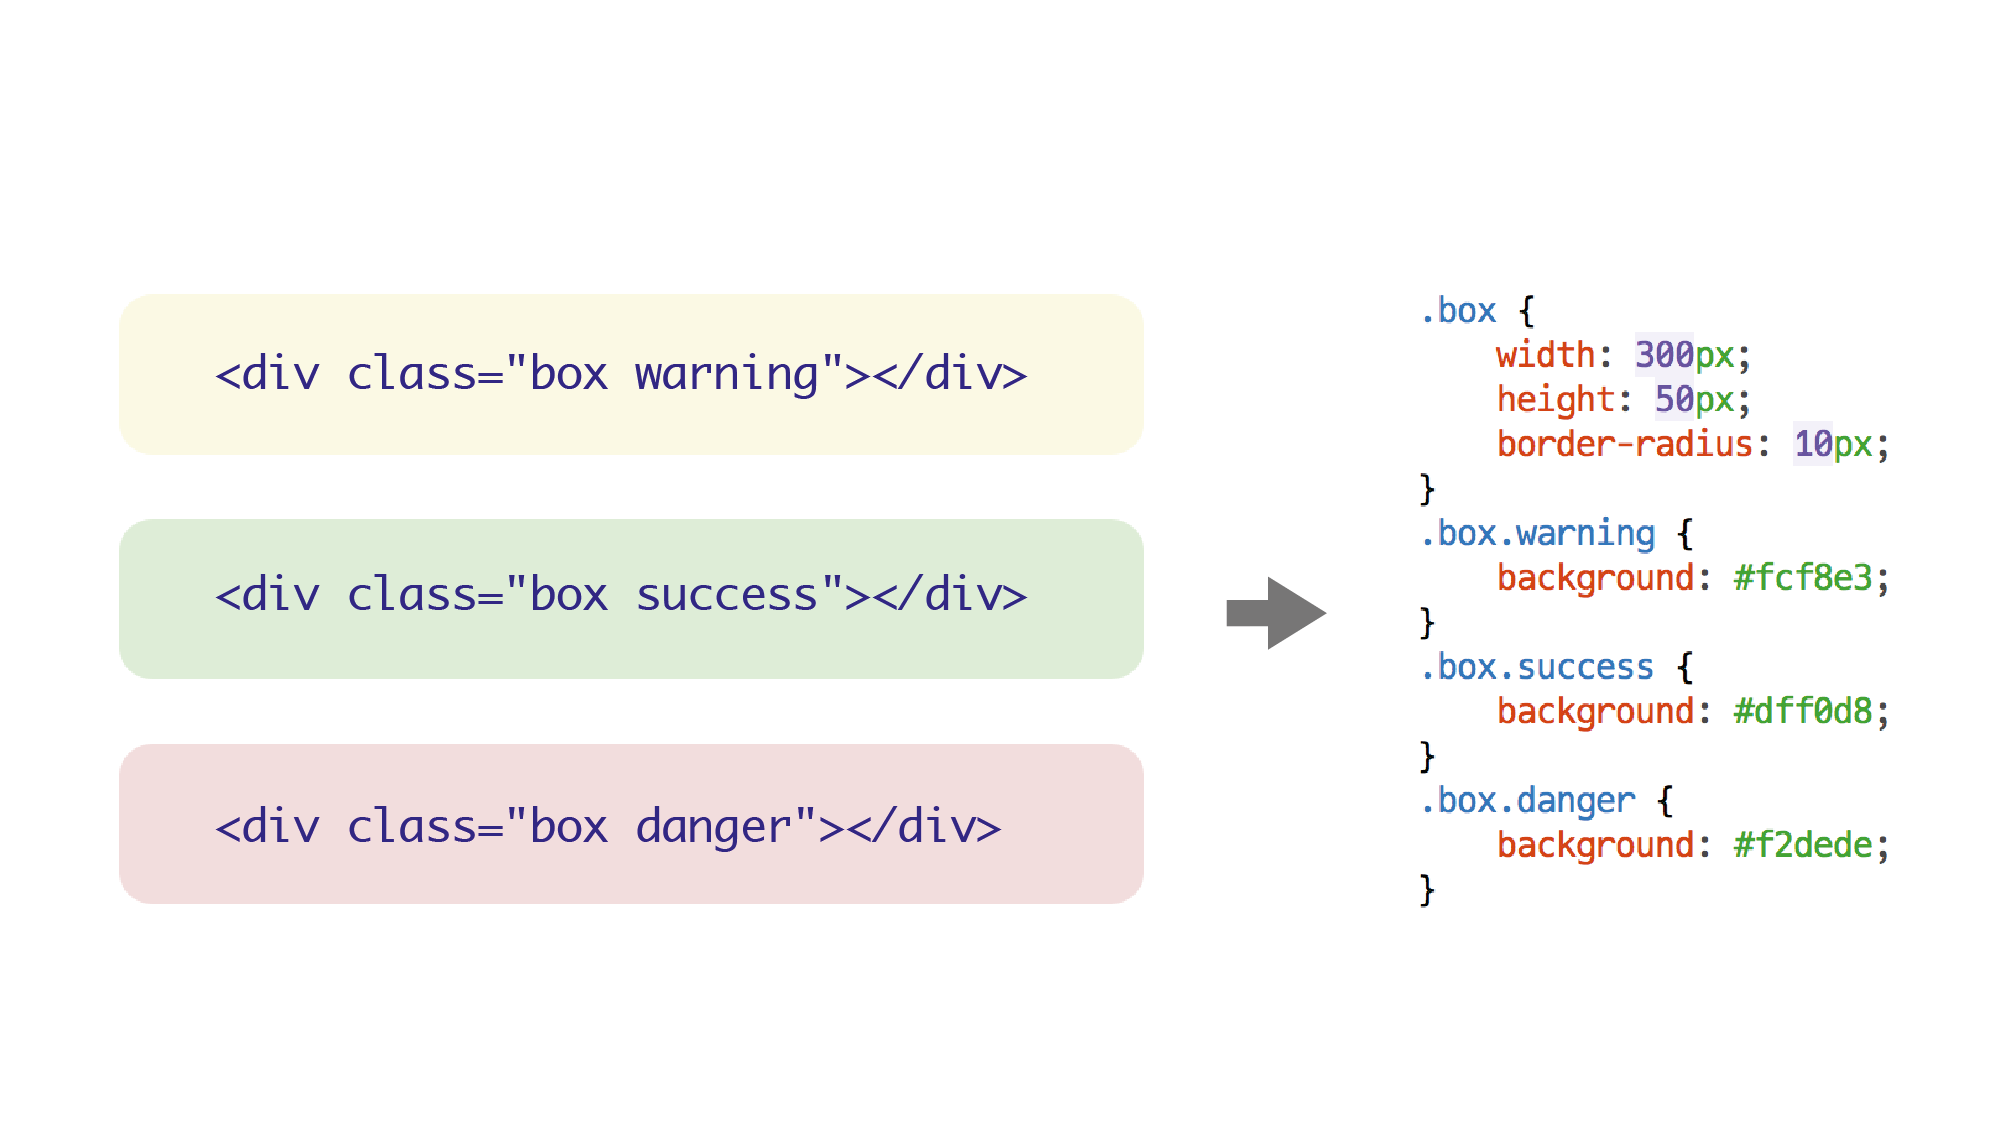 <div class="box warning"></div>
<div class="box success"></div>
<div class="box danger"></div>
.box {
    width: 300px;
    height: 50px;
    border-radius: 10px;
}
.box.warning {
    background: #fcf8e3;
}
.box.success {
    background: #dff0d8;
}
.box.danger {
    background: #f2dede;
}